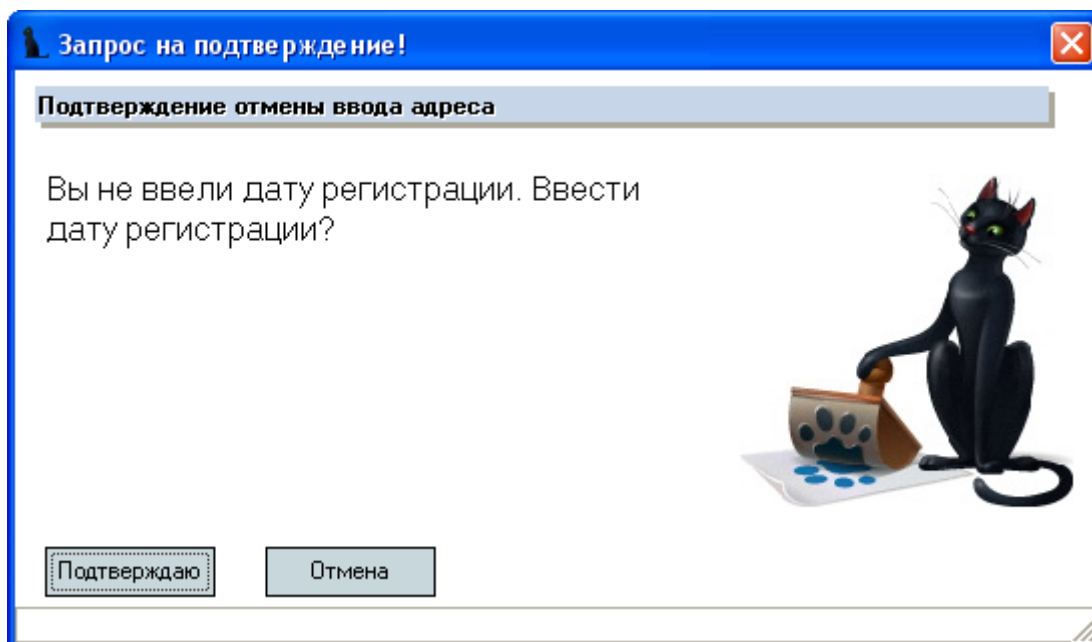 Запрос на подтверждение!
Подтверждение отмены ввода адреса
Вы не ввели дату регистрации. Ввести
дату регистрации?
Подтверждаю
Отмена